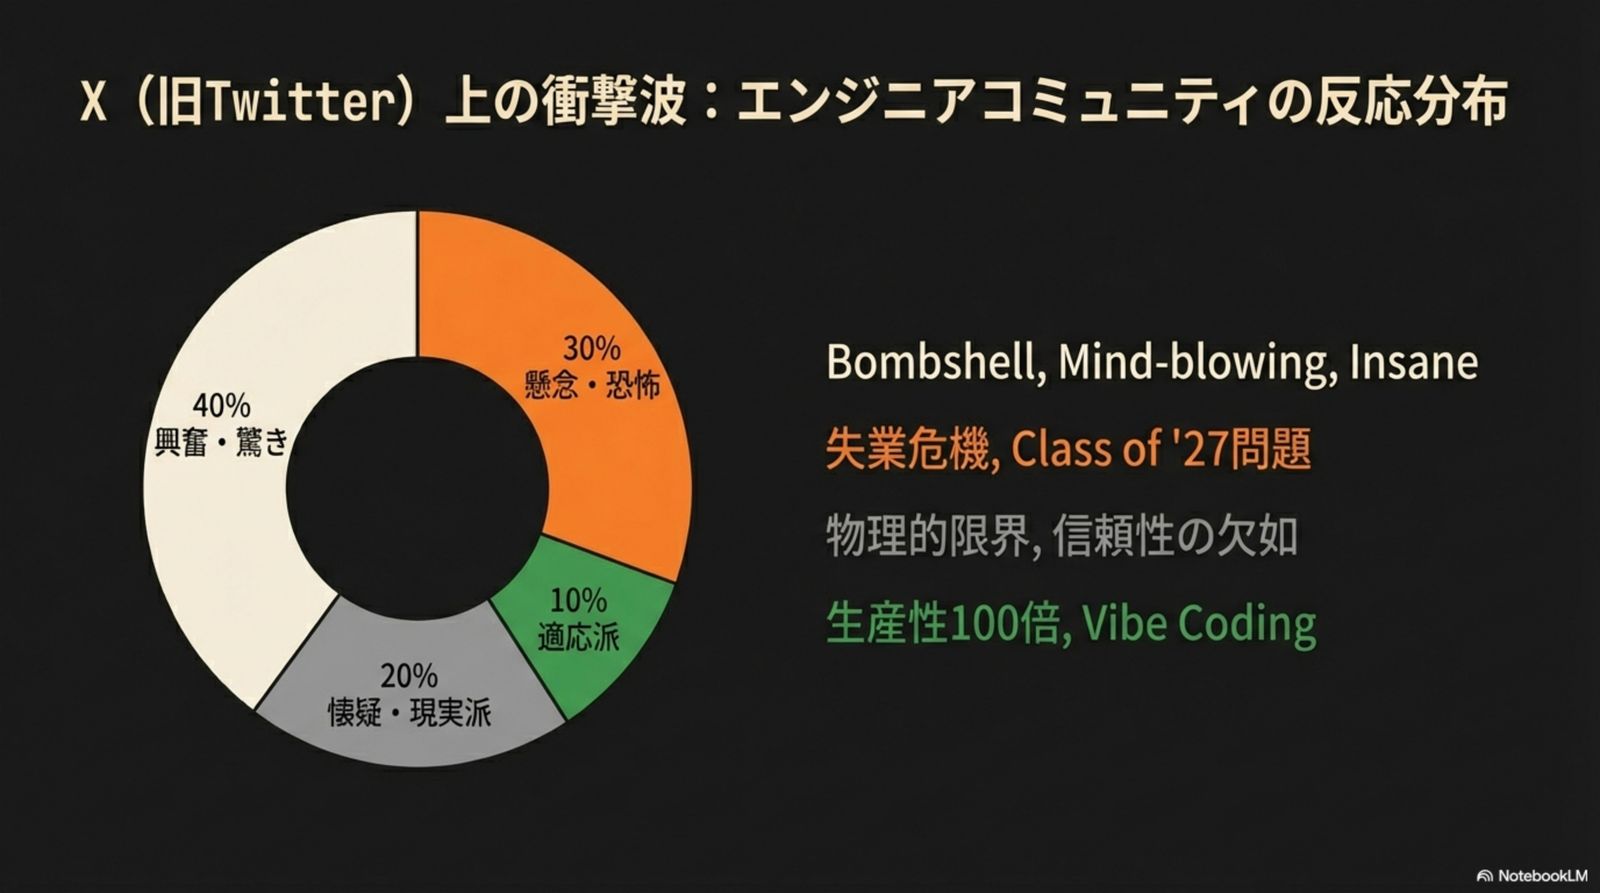 X（旧Twitter）上の衝撃波：エンジニアコミュニティの反応分布
30%
懸念・恐怖
40%
興奮・驚き
10%
適応派
20%
懐疑・現実派
Bombshell, Mind-blowing, Insane
失業危機, Class of '27問題
物理的限界, 信頼性の欠如
生産性100倍, Vibe Coding
NotebookLM